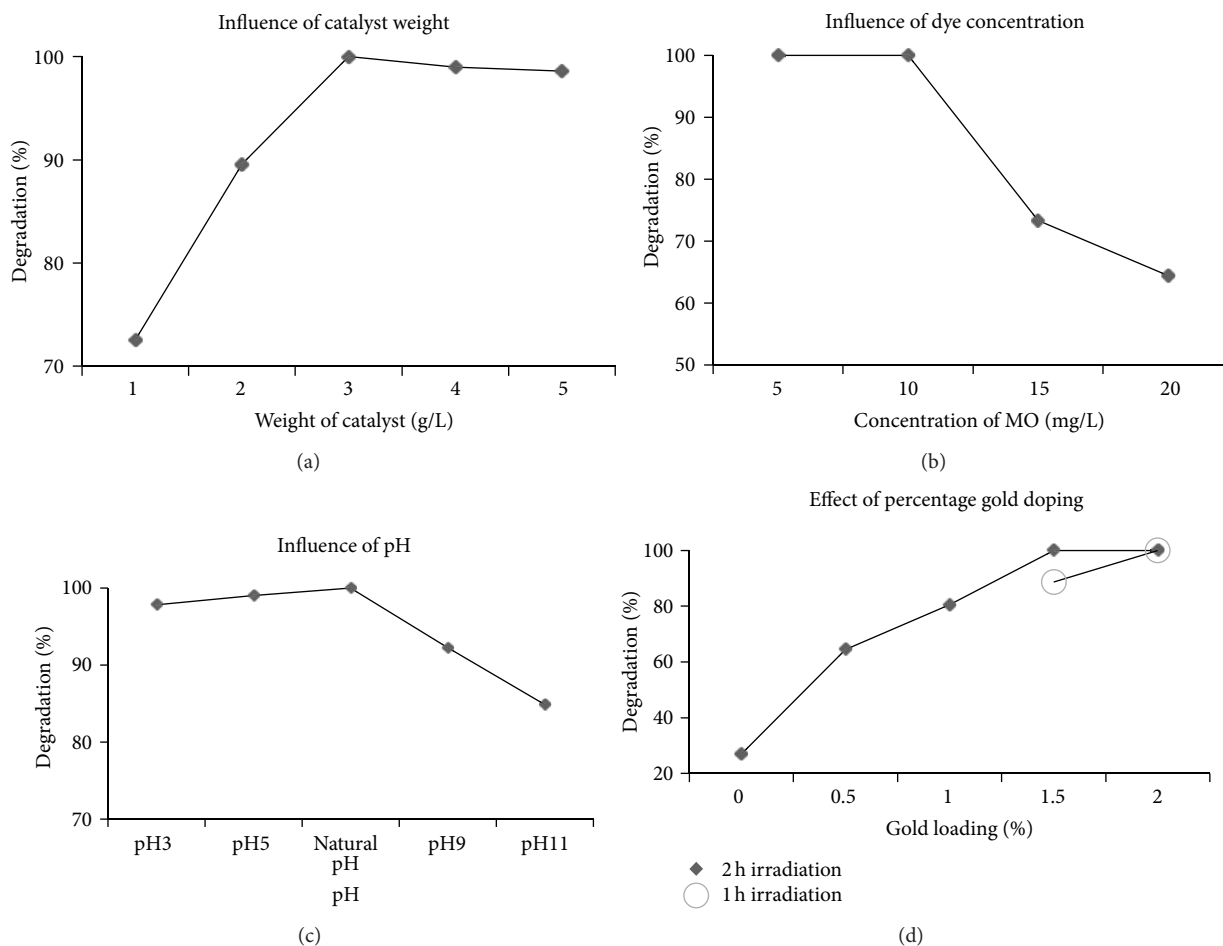 Influence of catalyst weight
100
90
80
70
Degradation (%)
1 2 3 4 5
Weight of catalyst (g/L)
(a)
Influence of dye concentration
100
90
80
70
60
50
Degradation (%)
5 10 15 20
Concentration of MO (mg/L)
(b)
Influence of pH
100
90
80
70
Degradation (%)
pH3 pH5 Natural pH9 pH11
pH
pH
(c)
Effect of percentage gold doping
100
80
60
40
20
Degradation (%)
0 0.5 1 1.5 2
Gold loading (%)
2 h irradiation
1 h irradiation
(d)